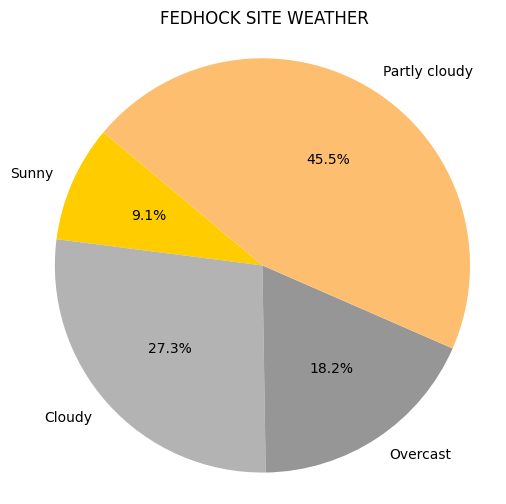 FEDHOCK SITE WEATHER
Partly cloudy
45.5%
Sunny
9.1%
27.3%
18.2%
Cloudy
Overcast